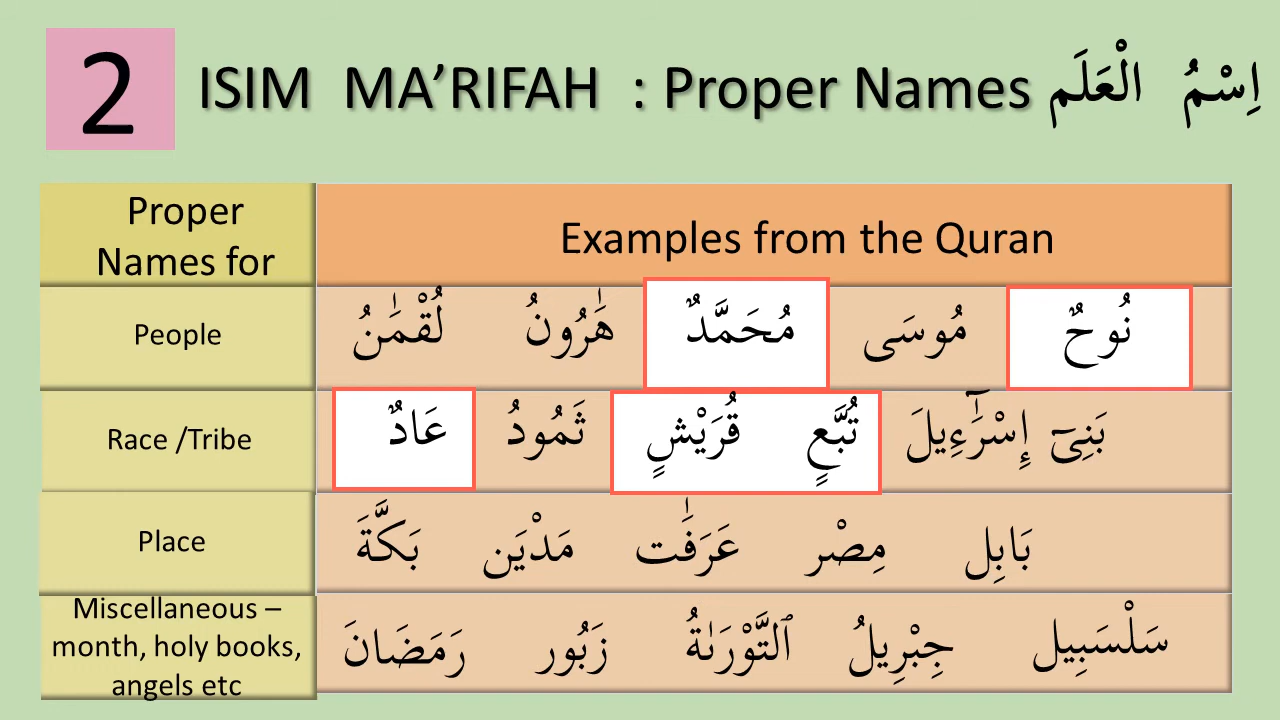 2
ISIM MA’RIFAH : Proper Names اِسْمُ الْعَلَم
Proper
Names for
Examples from the Quran
People
نُوحٌ مُوسَى مُحَمَّدٌ هَٰرُونُ لُقْمَٰنُ
Race /Tribe
بَنِىٓ إِسْرَٰٓءِيلَ تُبَّعٍ قُرَيْشٍ ثَمُودُ عَادٌ
Place
بَابِل مِصْر عَرَفَٰت مَدْيَن بَكَّةَ
Miscellaneous –
month, holy books,
angels etc
سَلْسَبِيل جِبْرِيلُ ٱلتَّوْرَىٰةُ زَبُور رَمَضَانَ